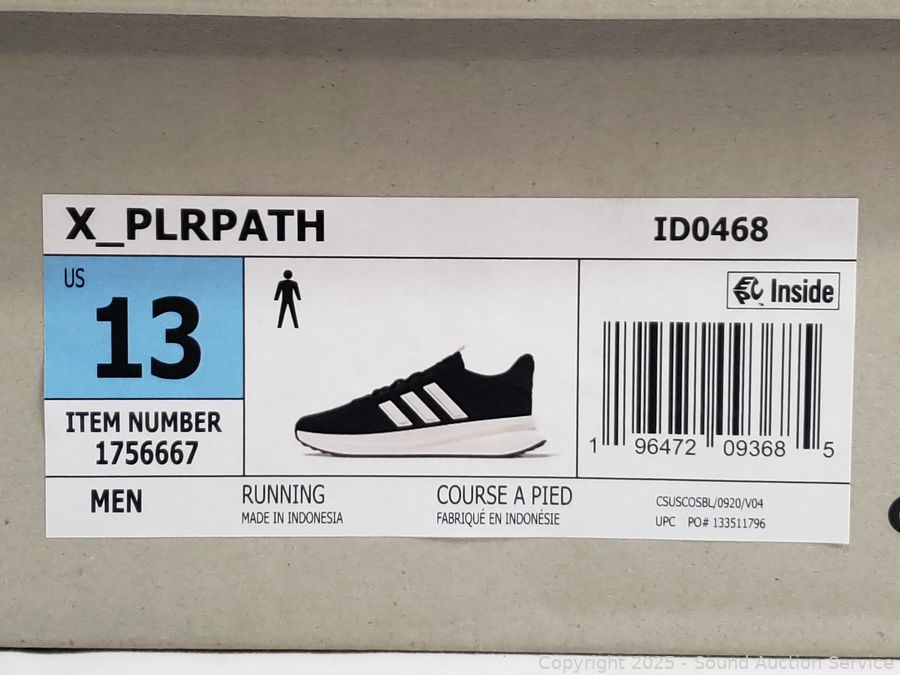 X_PLRPATH
ID0468
US
13
ITEM NUMBER
1756667
EPC Inside
1 96472 09368 5
MEN
RUNNING
MADE IN INDONESIA
COURSE A PIED
FABRIQUÉ EN INDONÉSIE
CSUSCOSBL/0920/V04
UPC PO# 133511796
Copyright 2025 - Sound Auction Service